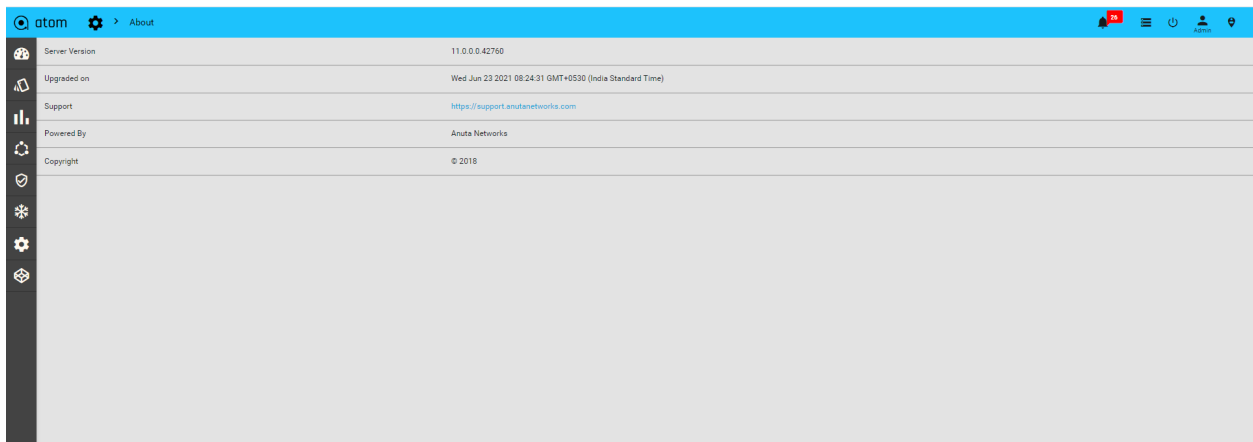 atom > About 26 Admin
Server Version 11.0.0.0.42760
Upgraded on Wed Jun 23 2021 08:24:31 GMT+0530 (India Standard Time)
Support https://support.anutanetworks.com
Powered By Anuta Networks
Copyright © 2018